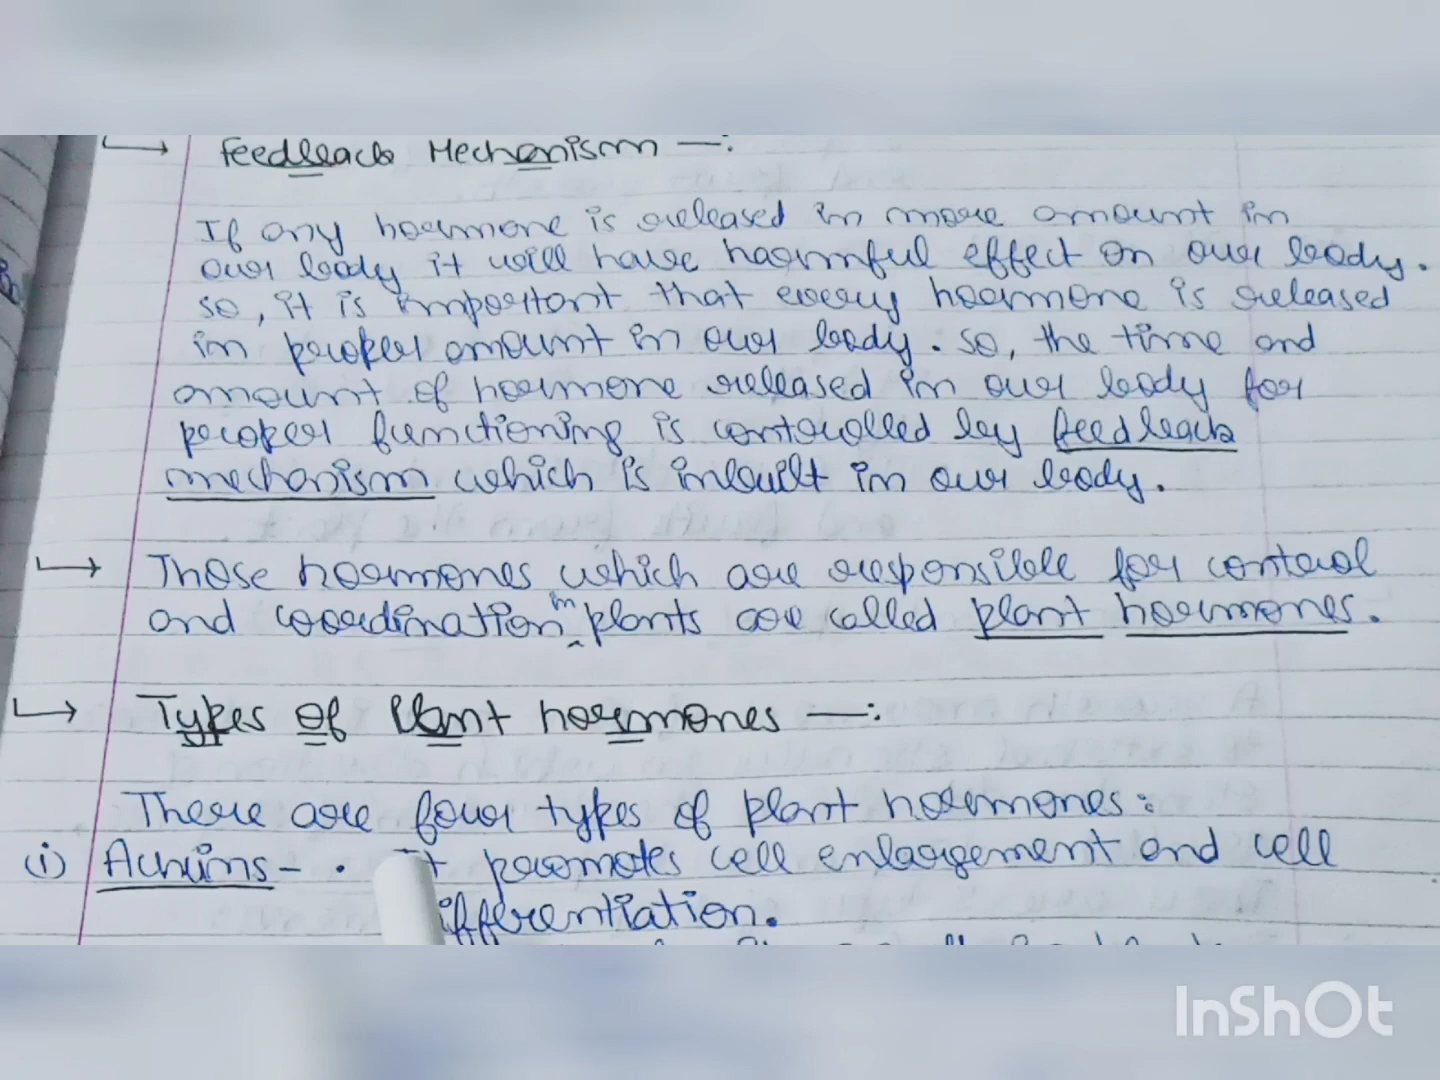 Feedback Mechanism —:
If any hormone is released in more amount in
our body it will have harmful effect on our body.
so, it is important that every hormone is released
in proper amount in our body. so, the time and
amount of hormone released in our body for
proper functioning is controlled by feedback
mechanism which is inbuilt in our body.
Those hormones which are responsible for control
and coordination in plants are called plant hormones.
Types of Plant hormones —:
There are four types of plant hormones:
(i) Achuins - . It promotes cell enlargement and cell
ifferentiation.
InShOt